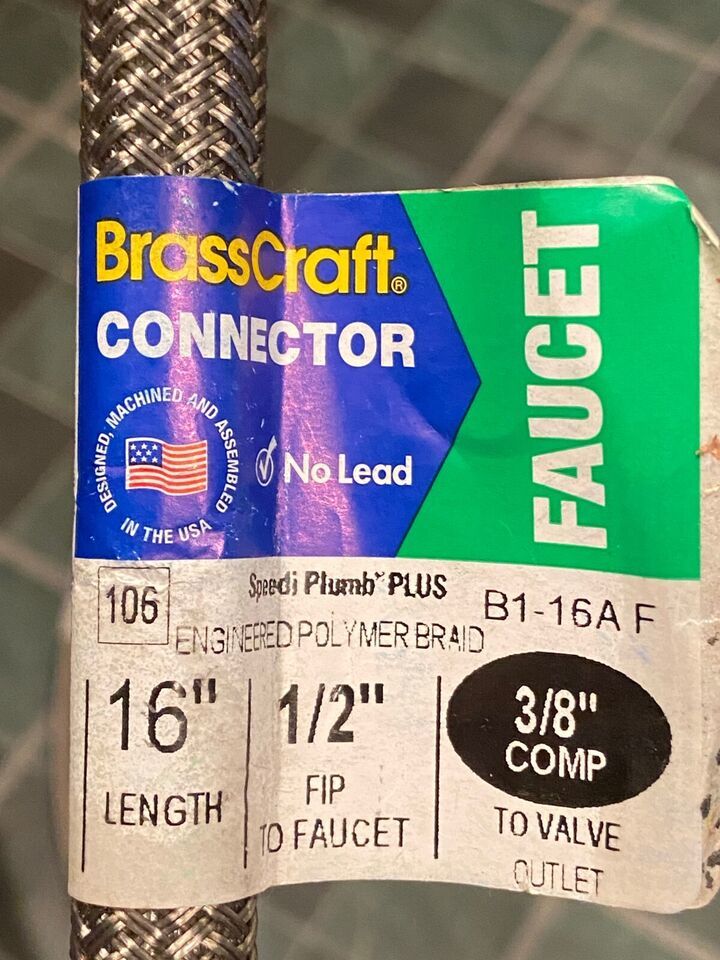 BrassCraft®
CONNECTOR
FAUCET
DESIGNED, MACHINED AND ASSEMBLED
IN THE USA
No Lead
106
Speedi Plumb™ PLUS
B1-16A F
ENGINEERED POLYMER BRAID
16"
LENGTH
1/2"
FIP
TO FAUCET
3/8"
COMP
TO VALVE
OUTLET